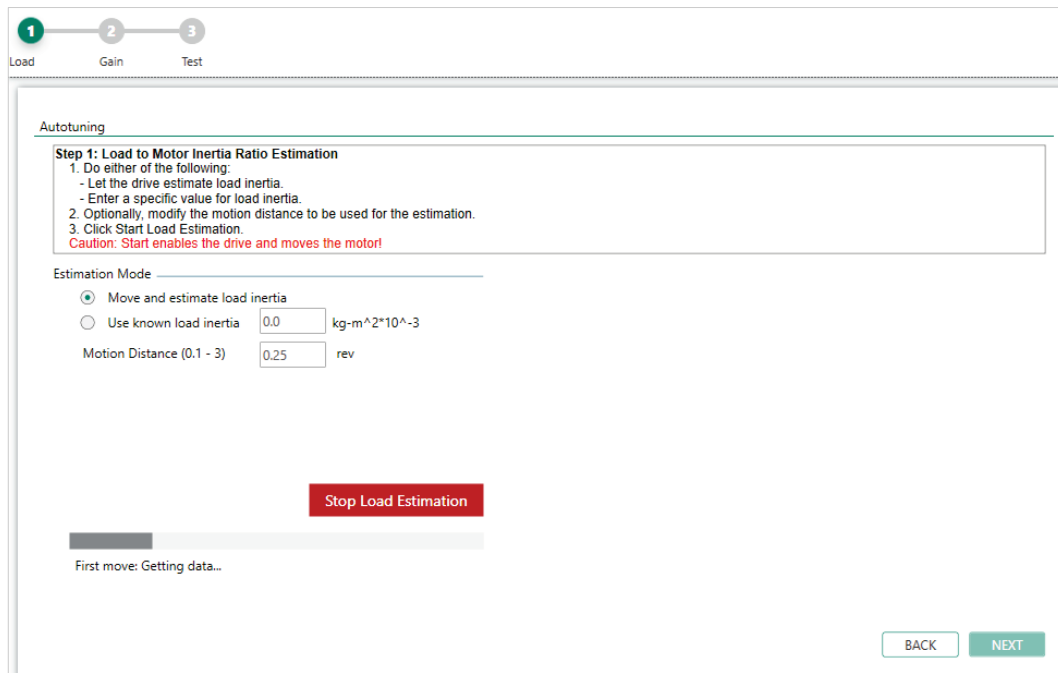 1 2 3
Load Gain Test
Autotuning
Step 1: Load to Motor Inertia Ratio Estimation
1. Do either of the following:
- Let the drive estimate load inertia.
- Enter a specific value for load inertia.
2. Optionally, modify the motion distance to be used for the estimation.
3. Click Start Load Estimation.
Caution: Start enables the drive and moves the motor!
Estimation Mode
Move and estimate load inertia
Use known load inertia 0.0 kg-m^2*10^-3
Motion Distance (0.1 - 3) 0.25 rev
Stop Load Estimation
First move: Getting data...
BACK NEXT